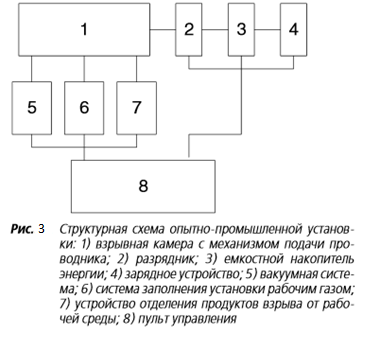 1
2
3
4
5
6
7
8
Рис. 3 Структурная схема опытно-промышленной установ-
ки: 1) взрывная камера с механизмом подачи про-
водника; 2) разрядник; 3) емкостной накопитель
энергии; 4) зарядное устройство; 5) вакуумная систе-
ма; 6) система заполнения установки рабочим газом;
7) устройство отделения продуктов взрыва от рабо-
чей среды; 8) пульт управления